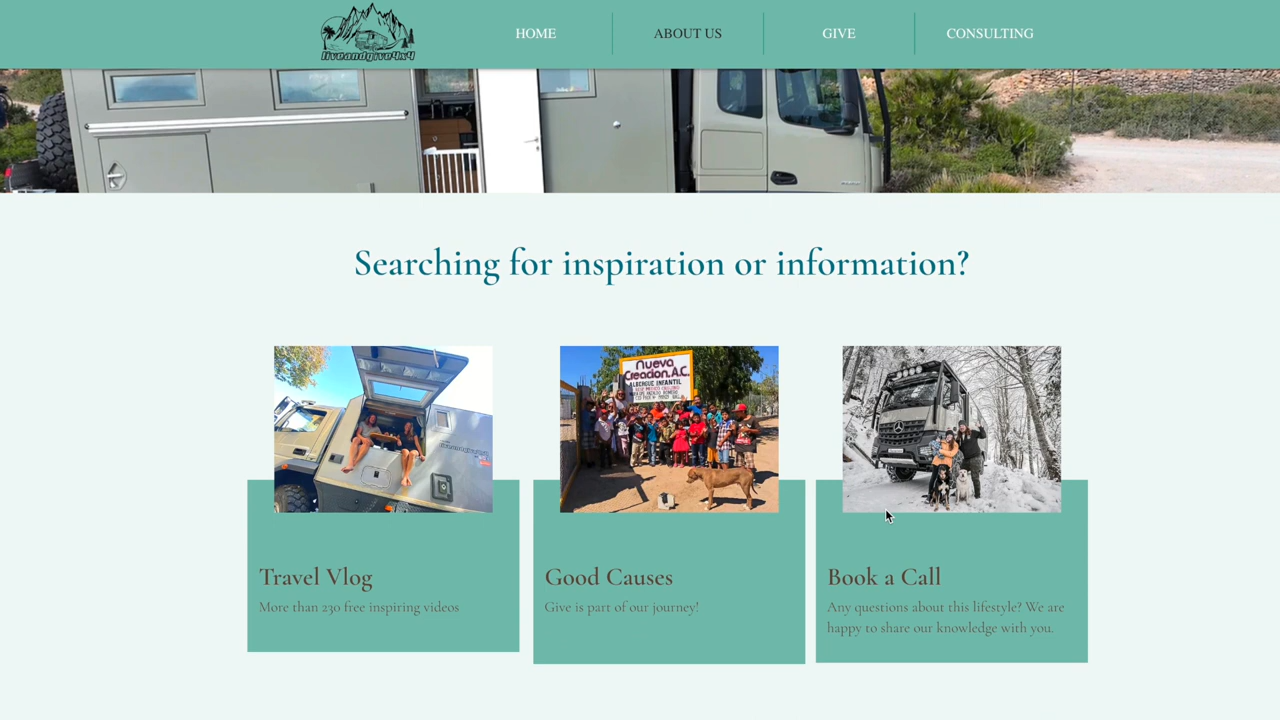 liveandgive4x4
HOME
ABOUT US
GIVE
CONSULTING
Searching for inspiration or information?
Nueva
Creacion, A.C.
ALBERGUE INFANTIL
Travel Vlog
More than 230 free inspiring videos
Good Causes
Give is part of our journey!
Book a Call
Any questions about this lifestyle? We are
happy to share our knowledge with you.